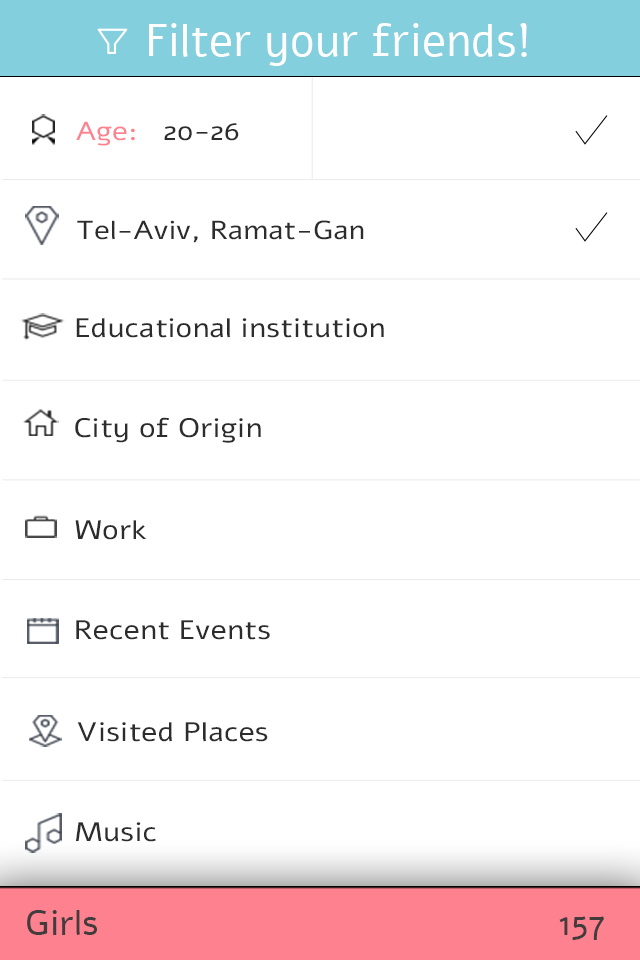 Filter your friends!
Age: 20-26
Tel-Aviv, Ramat-Gan
Educational institution
City of Origin
Work
Recent Events
Visited Places
Music
Girls 157